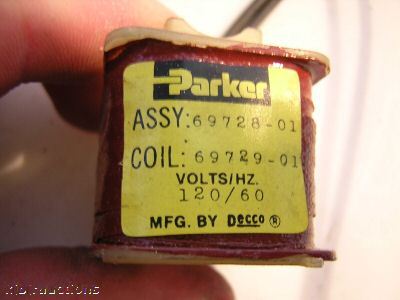 Parker
ASSY: 69728-01
COIL: 69729-01
VOLTS/HZ.
120/60
MFG. BY Decco ®